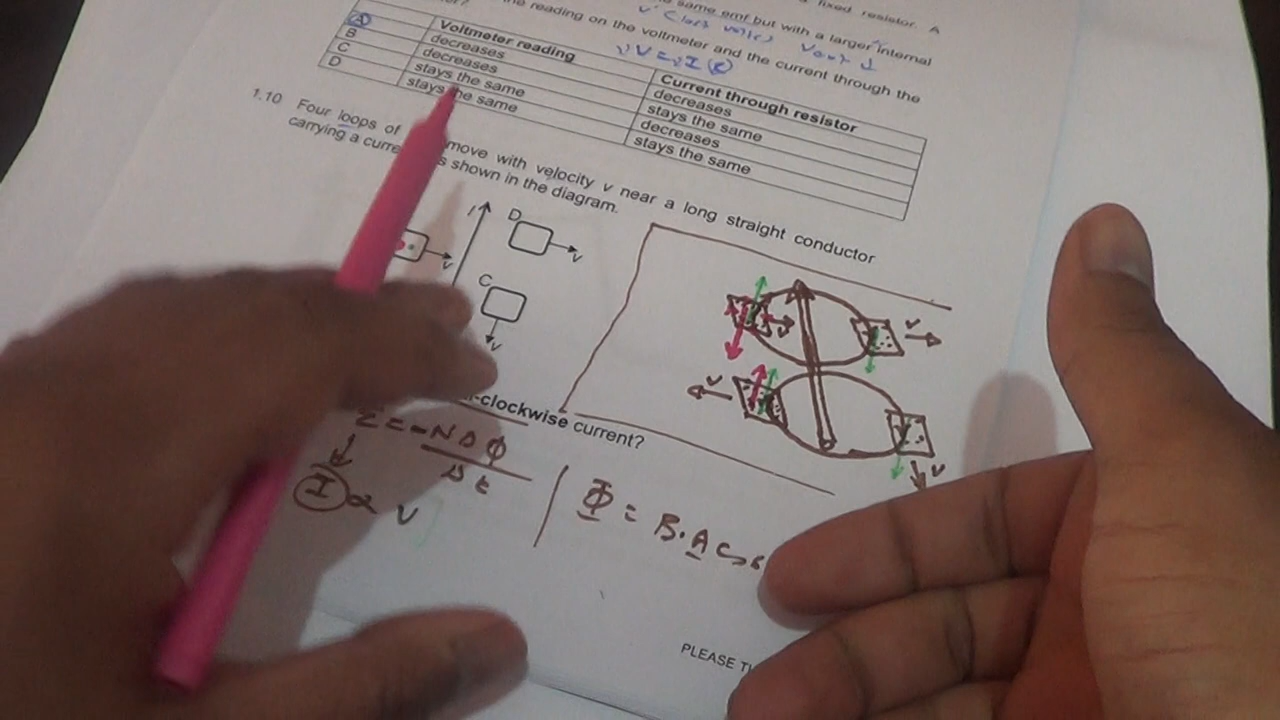 fixed resistor. A
same emf but with a larger internal
the reading on the voltmeter and the current through the
V = I (R)
Voltmeter reading Current through resistor
A decreases decreases
B decreases stays the same
C stays the same decreases
D stays the same stays the same
1.10 Four loops of move with velocity v near a long straight conductor
carrying a curre s shown in the diagram.
I
D
v
v
C
v
v
v
v
v
-clockwise current?
Ɛ = - N Δ Φ
Δ t
I ∝ v
Φ = B. A Cos
PLEASE T